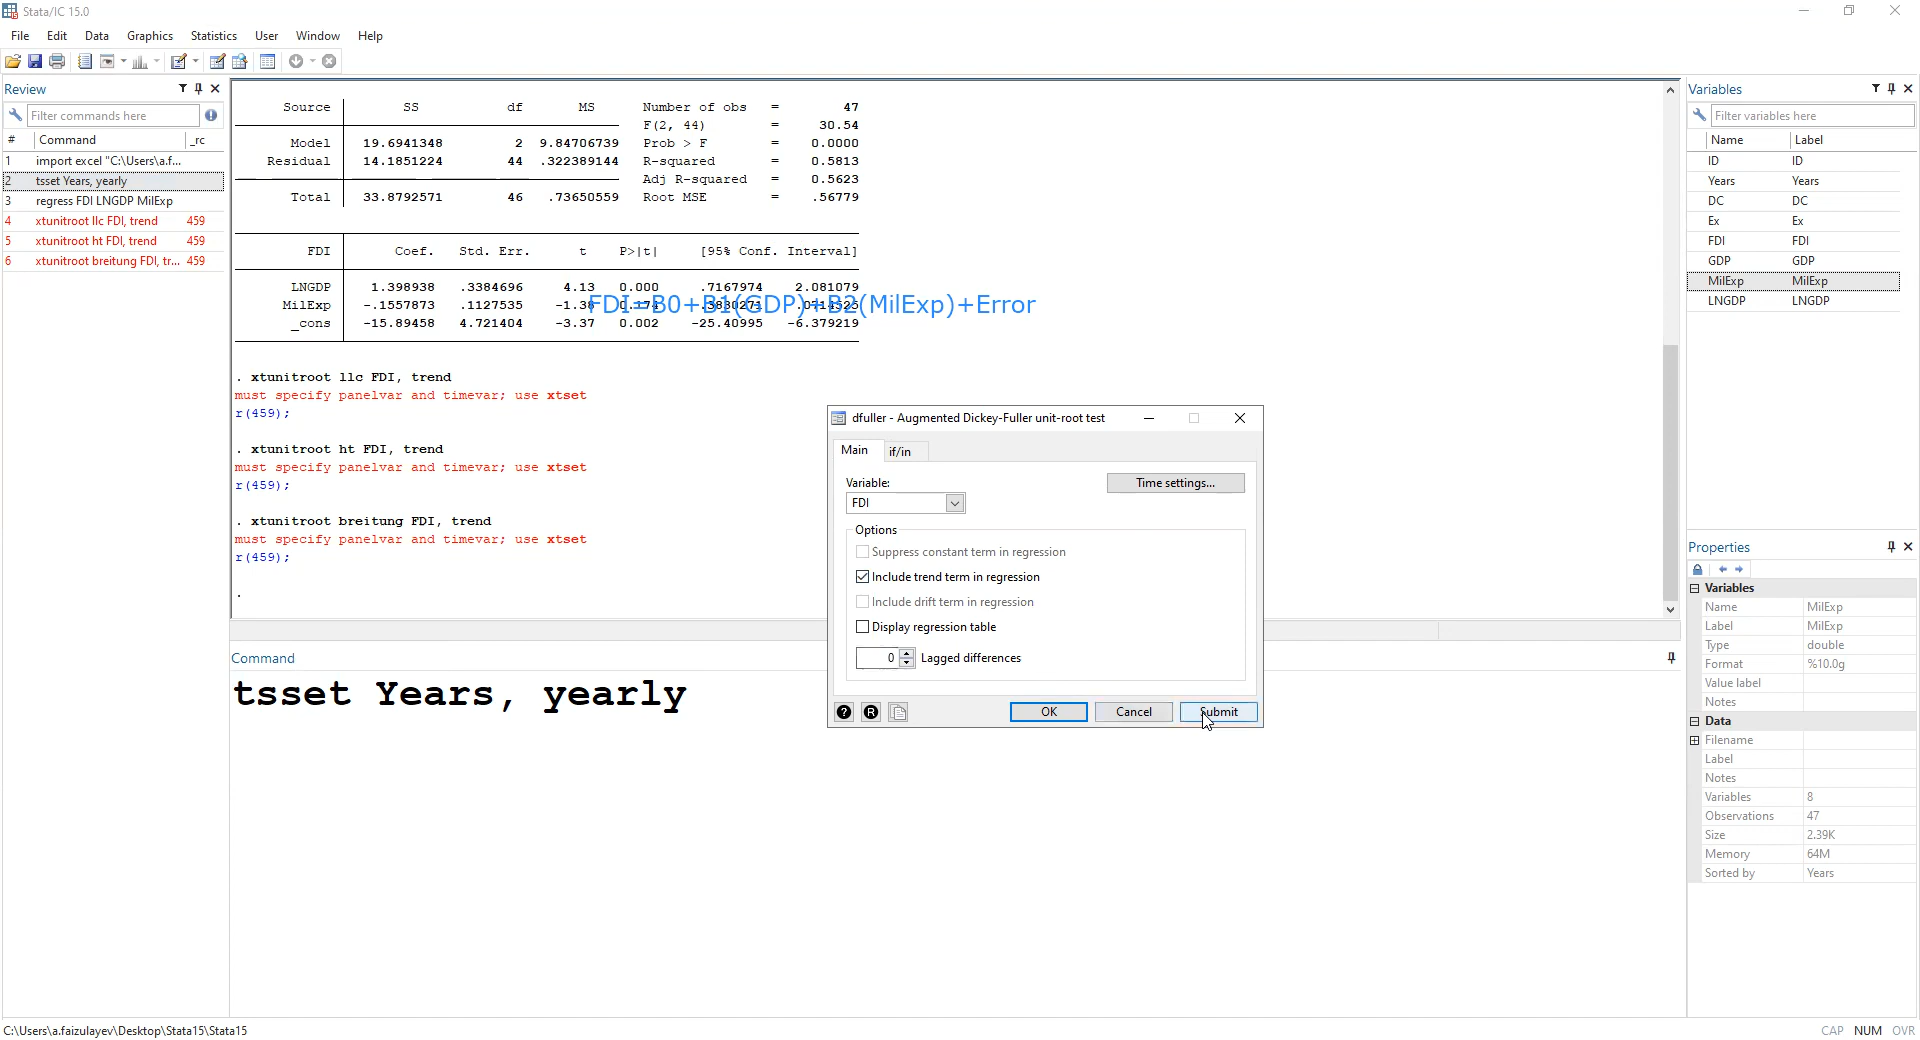 Stata/IC 15.0
File Edit Data Graphics Statistics User Window Help
Review
Filter commands here
# Command _rc
1 import excel "C:\Users\a.f...
2 tsset Years, yearly
3 regress FDI LNGDP MilExp
4 xtunitroot llc FDI, trend 459
5 xtunitroot ht FDI, trend 459
6 xtunitroot breitung FDI, tr... 459
Source SS df MS Number of obs = 47
F(2, 44) = 30.54
Model 19.6941348 2 9.84706739 Prob > F = 0.0000
Residual 14.1851224 44 .322389144 R-squared = 0.5813
Adj R-squared = 0.5623
Total 33.8792571 46 .73650559 Root MSE = .56779
FDI Coef. Std. Err. t P>|t| [95% Conf. Interval]
LNGDP 1.398938 .3384696 4.13 0.000 .7167974 2.081079
MilExp -.1557873 .1127535 -1.38 0.174 -.3830271 .0714525
FDI=B0+B1(GDP)+B2(MilExp)+Error
_cons -15.89458 4.721404 -3.37 0.002 -25.40995 -6.379219
. xtunitroot llc FDI, trend
must specify panelvar and timevar; use xtset
r(459);
. xtunitroot ht FDI, trend
must specify panelvar and timevar; use xtset
r(459);
. xtunitroot breitung FDI, trend
must specify panelvar and timevar; use xtset
r(459);
.
dfuller - Augmented Dickey-Fuller unit-root test
Main if/in
Variable:
Time settings...
FDI
Options
Suppress constant term in regression
Include trend term in regression
Include drift term in regression
Display regression table
0 Lagged differences
OK Cancel Submit
Command
tsset Years, yearly
Variables
Filter variables here
Name Label
ID ID
Years Years
DC DC
Ex Ex
FDI FDI
GDP GDP
MilExp MilExp
LNGDP LNGDP
Properties
Variables
Name MilExp
Label MilExp
Type double
Format %10.0g
Value label
Notes
Data
Filename
Label
Notes
Variables 8
Observations 47
Size 2.39K
Memory 64M
Sorted by Years
C:\Users\a.faizulayev\Desktop\Stata15\Stata15
CAP NUM OVR